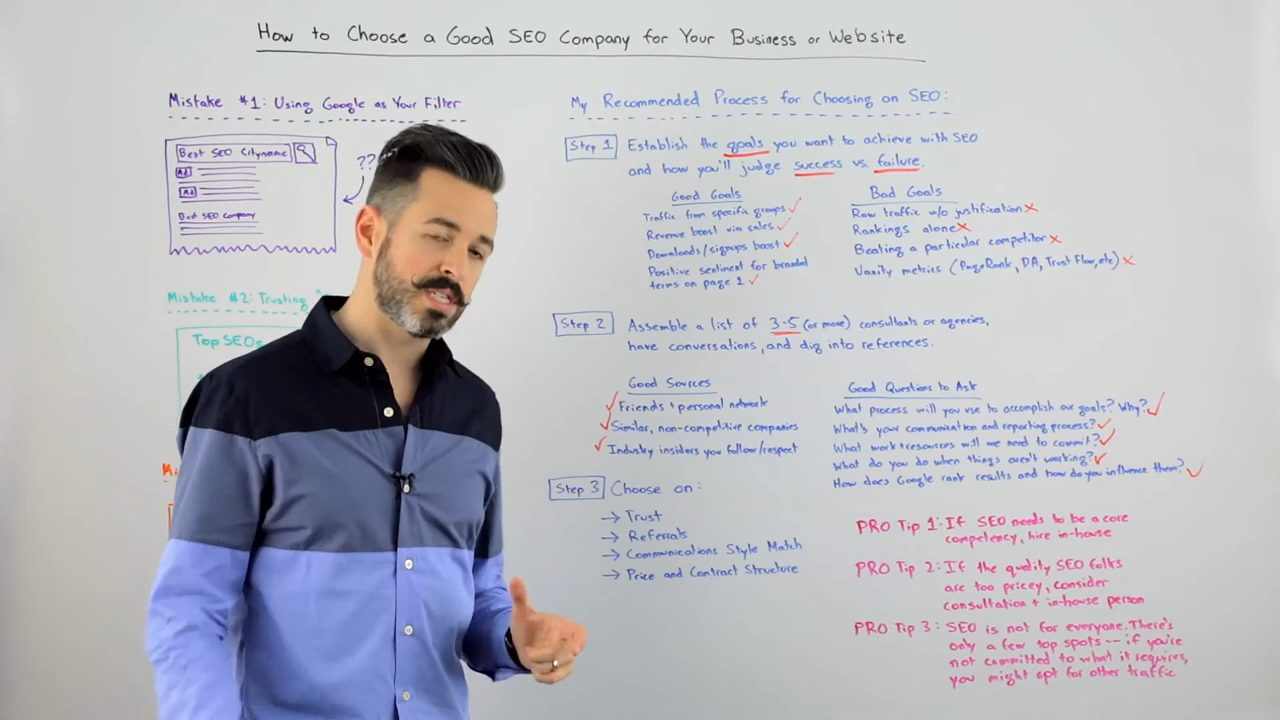 How to Choose a Good SEO Company for Your Business or Website
Mistake #1: Using Google as Your Filter
Best SEO Cityname
Ad
Ad
Best SEO company
??
Mistake #2: Trusting
Top SEOs
My Recommended Process for Choosing an SEO:
Step 1
Establish the goals you want to achieve with SEO
and how you'll judge success vs. failure.
Good Goals
Traffic from specific groups
Revenue boost via sales
Downloads/signups boost
Positive sentiment for branded
terms on page 1
Bad Goals
Raw traffic w/o justification
Rankings alone
Beating a particular competitor
Vanity metrics (PageRank, DA, Trust Flow, etc)
Step 2
Assemble a list of 3-5 (or more) consultants or agencies,
have conversations, and dig into references.
Good Sources
Friends + personal network
Similar, non-competitive companies
Industry insiders you follow/respect
Good Questions to Ask
What process will you use to accomplish our goals? Why?
What's your communication and reporting process?
What work + resources will we need to commit?
What do you do when things aren't working?
How does Google rank results and how do you influence them?
Step 3
Choose on:
→ Trust
→ Referrals
→ Communications Style Match
→ Price and Contract Structure
PRO Tip 1: If SEO needs to be a core
competency, hire in-house
PRO Tip 2: If the quality SEO folks
are too pricey, consider
consultation + in-house person
PRO Tip 3: SEO is not for everyone. There's
only a few top spots -- if you're
not committed to what it requires,
you might opt for other traffic